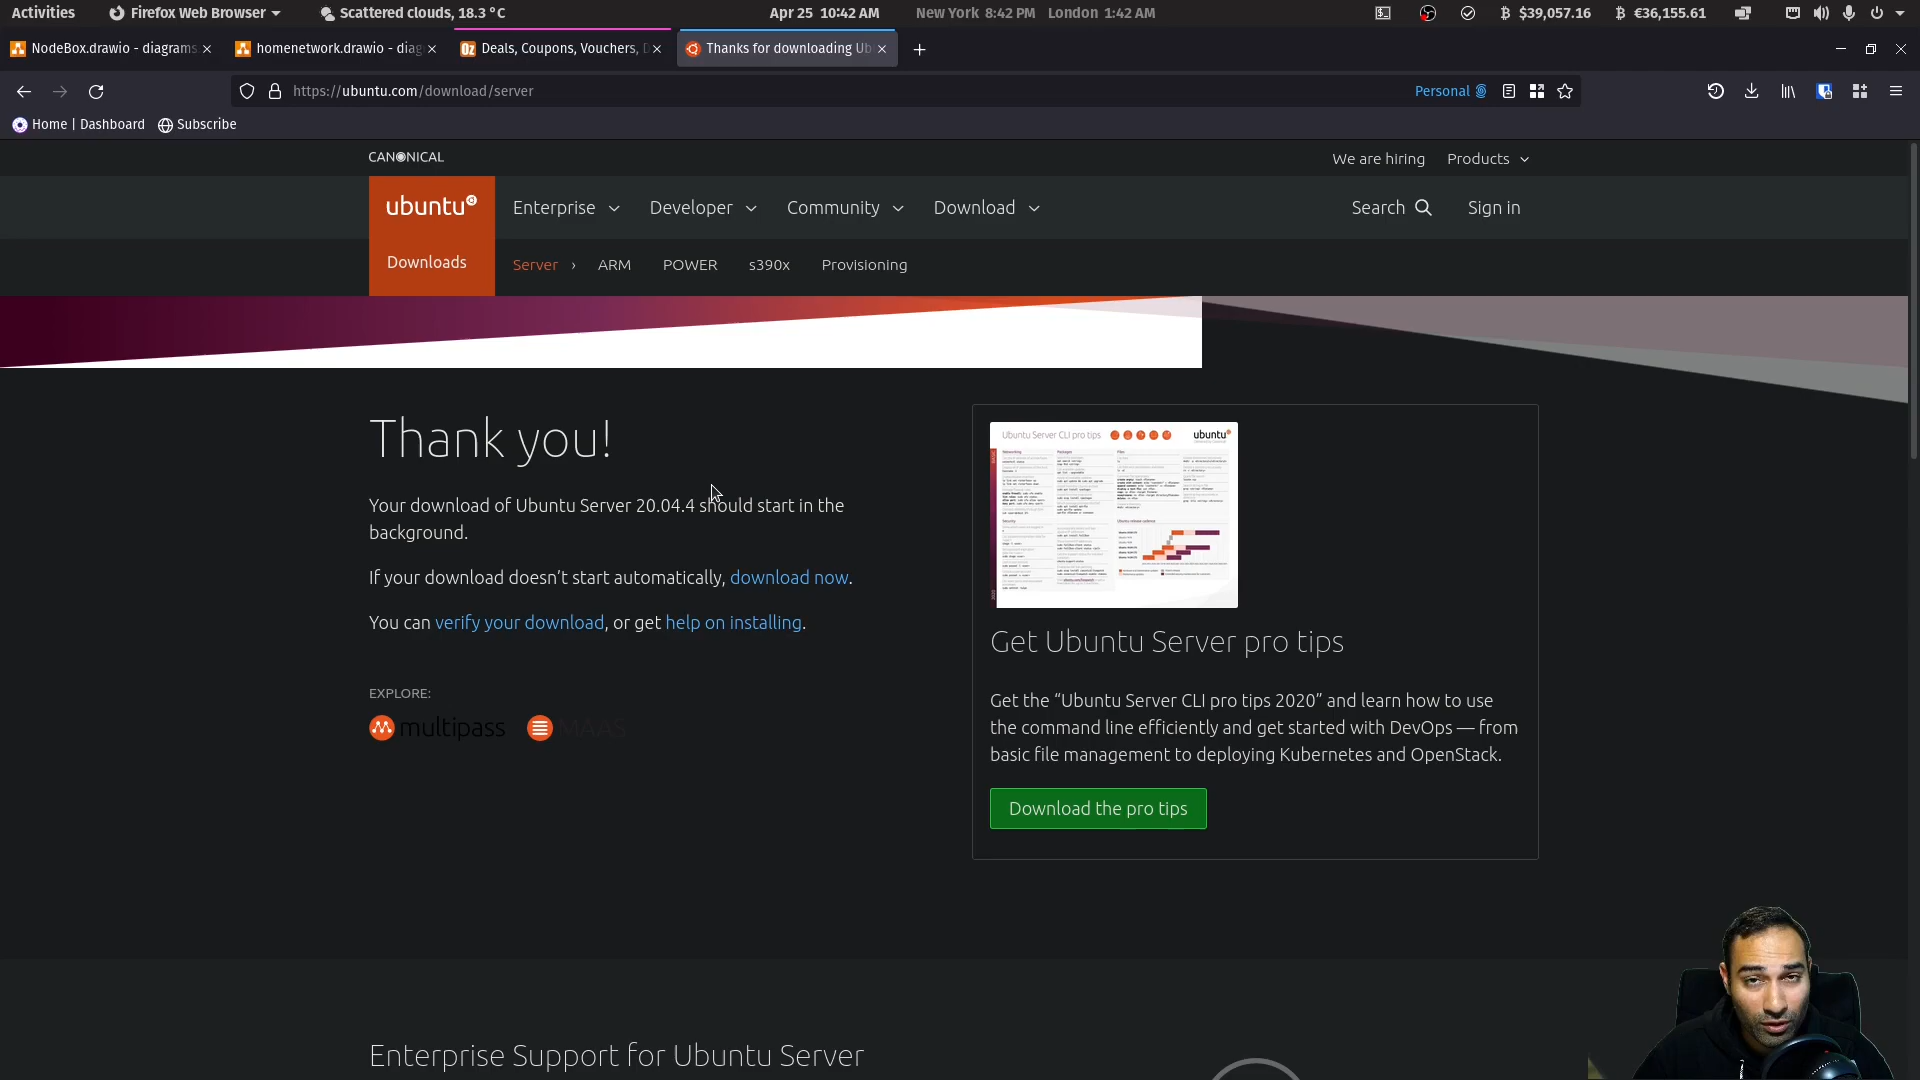 Activities
Firefox Web Browser
Scattered clouds, 18.3 °C
Apr 25 10:42 AM
New York 8:42 PM London 1:42 AM
$39,057.16
€36,155.61
NodeBox.drawio - diagrams
homenetwork.drawio - diag
Deals, Coupons, Vouchers, D
Thanks for downloading Ub
https://ubuntu.com/download/server
Personal
Home | Dashboard
Subscribe
CANONICAL
We are hiring
Products
ubuntu
Enterprise
Developer
Community
Download
Search
Sign in
Downloads
Server
ARM
POWER
s390x
Provisioning
Thank you!
Your download of Ubuntu Server 20.04.4 should start in the
background.
If your download doesn’t start automatically, download now.
You can verify your download, or get help on installing.
EXPLORE:
multipass
MAAS
Ubuntu Server CLI pro tips
ubuntu
Networking
Packages
Files
Security
Get Ubuntu Server pro tips
Get the “Ubuntu Server CLI pro tips 2020” and learn how to use
the command line efficiently and get started with DevOps — from
basic file management to deploying Kubernetes and OpenStack.
Download the pro tips
Enterprise Support for Ubuntu Server